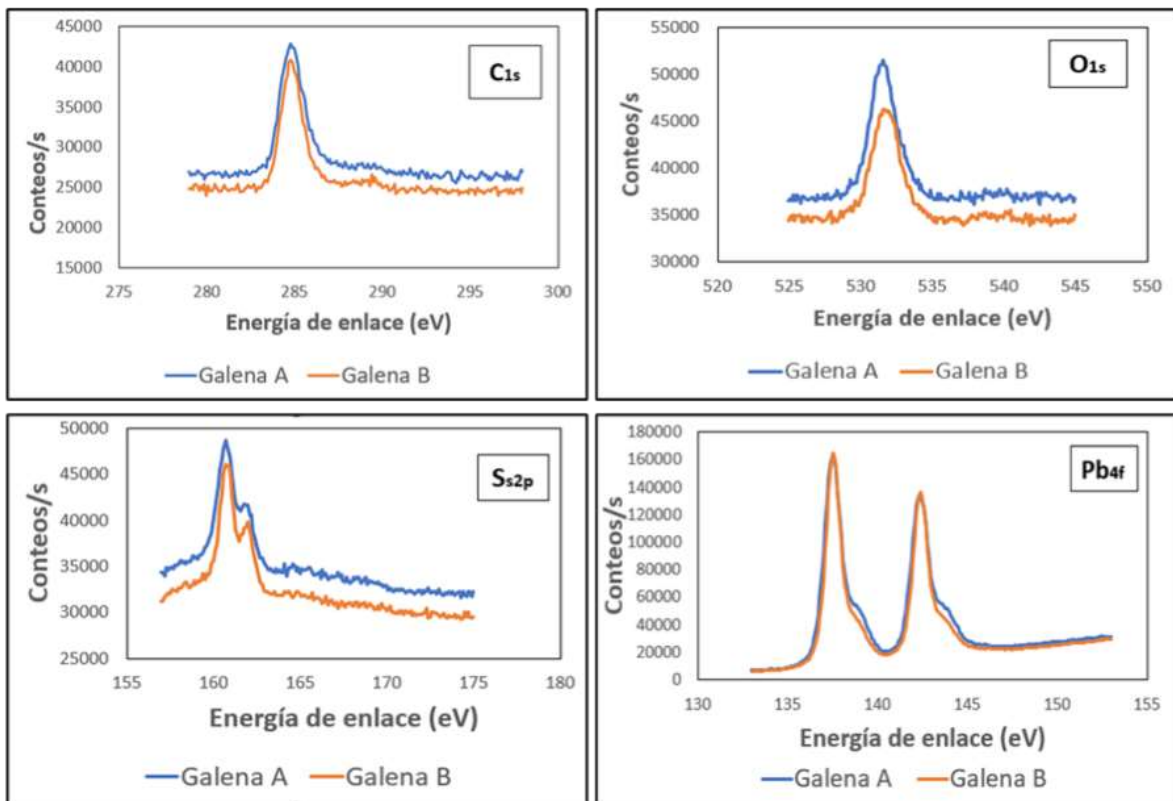 45000
40000
35000
30000
25000
20000
15000
275 280 285 290 295 300
Conteos/s
C1s
Energía de enlace (eV)
Galena A Galena B
55000
50000
45000
40000
35000
30000
520 525 530 535 540 545 550
Conteos/s
O1s
Energía de enlace (eV)
Galena A Galena B
50000
45000
40000
35000
30000
25000
155 160 165 170 175 180
Conteos/s
Ss2p
Energía de enlace (eV)
Galena A Galena B
180000
160000
140000
120000
100000
80000
60000
40000
20000
0
130 135 140 145 150 155
Conteos/s
Pb4f
Energía de enlace (eV)
Galena A Galena B